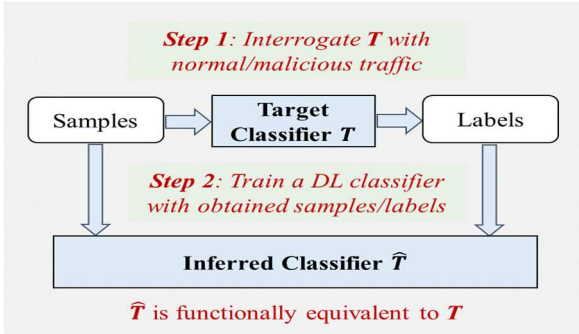 Step 1: Interrogate T with
normal/malicious traffic
Samples
Target
Classifier T
Labels
Step 2: Train a DL classifier
with obtained samples/labels
Inferred Classifier T̂
T̂ is functionally equivalent to T